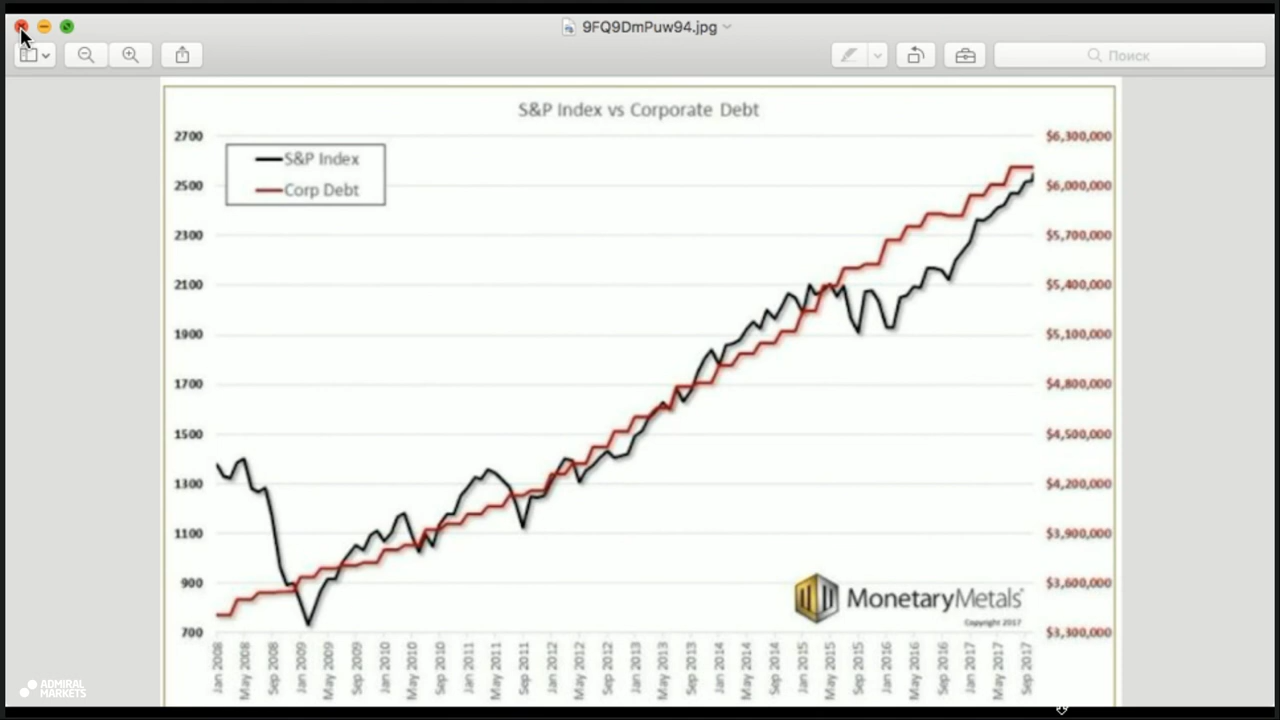 9FQ9DmPuw94.jpg
Поиск
S&P Index vs Corporate Debt
S&P Index
Corp Debt
2700
2500
2300
2100
1900
1700
1500
1300
1100
900
700
$6,300,000
$6,000,000
$5,700,000
$5,400,000
$5,100,000
$4,800,000
$4,500,000
$4,200,000
$3,900,000
$3,600,000
$3,300,000
MonetaryMetals®
Copyright 2017
Jan 2008
May 2008
Sep 2008
Jan 2009
May 2009
Sep 2009
Jan 2010
May 2010
Sep 2010
Jan 2011
May 2011
Sep 2011
Jan 2012
May 2012
Sep 2012
Jan 2013
May 2013
Sep 2013
Jan 2014
May 2014
Sep 2014
Jan 2015
May 2015
Sep 2015
Jan 2016
May 2016
Sep 2016
Jan 2017
May 2017
Sep 2017
ADMIRAL
MARKETS